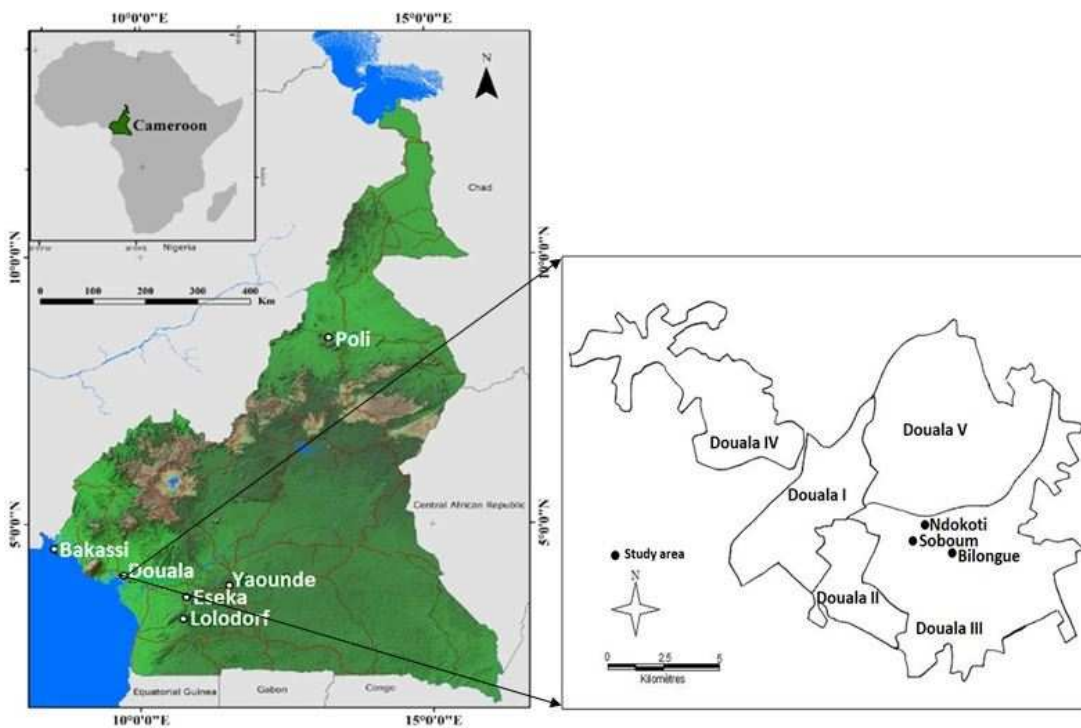 10°0'0"E 15°0'0"E
N
Cameroon
Chad
Nigeria
10°0'0"N
10°0'0"N
0 100 200 300 400 Km
Poli
Central African Republic
5°0'0"N
5°0'0"N
Bakassi
Douala
Yaounde
Eseka
Lolodorf
Equatorial Guinea Gabon Congo
10°0'0"E 15°0'0"E
Douala IV
Douala V
Douala I
Ndokoti
Soboum
Bilongue
Study area
N
Douala II
Douala III
0 2.5 5
Kilomètres